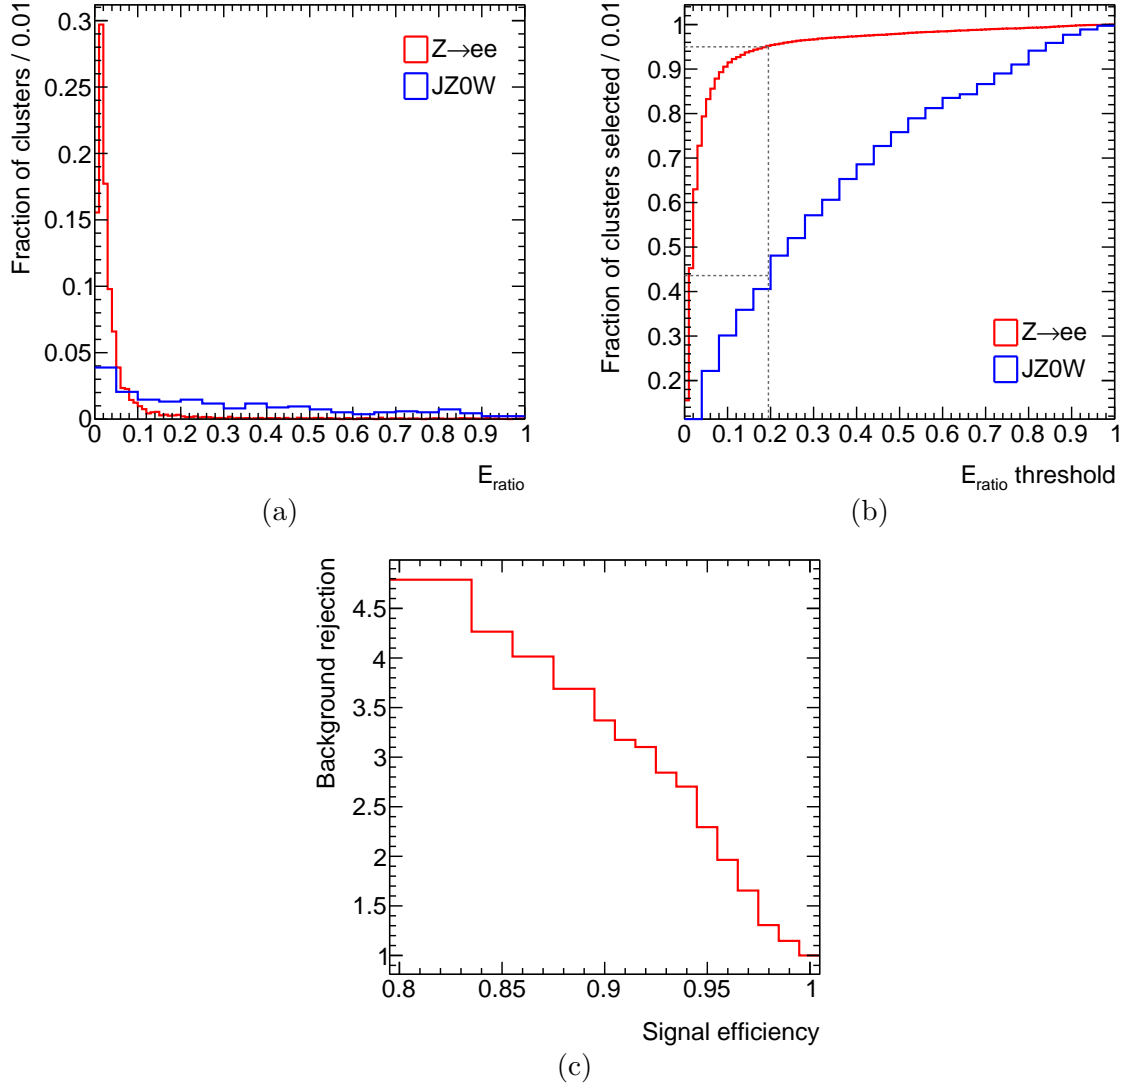 Fraction of clusters / 0.01
0.3
0.25
0.2
0.15
0.1
0.05
0
Z→ee
JZ0W
0 0.1 0.2 0.3 0.4 0.5 0.6 0.7 0.8 0.9 1
E_ratio
(a)
Fraction of clusters selected / 0.01
1
0.9
0.8
0.7
0.6
0.5
0.4
0.3
0.2
Z→ee
JZ0W
0 0.1 0.2 0.3 0.4 0.5 0.6 0.7 0.8 0.9 1
E_ratio threshold
(b)
Background rejection
4.5
4
3.5
3
2.5
2
1.5
1
0.8 0.85 0.9 0.95 1
Signal efficiency
(c)